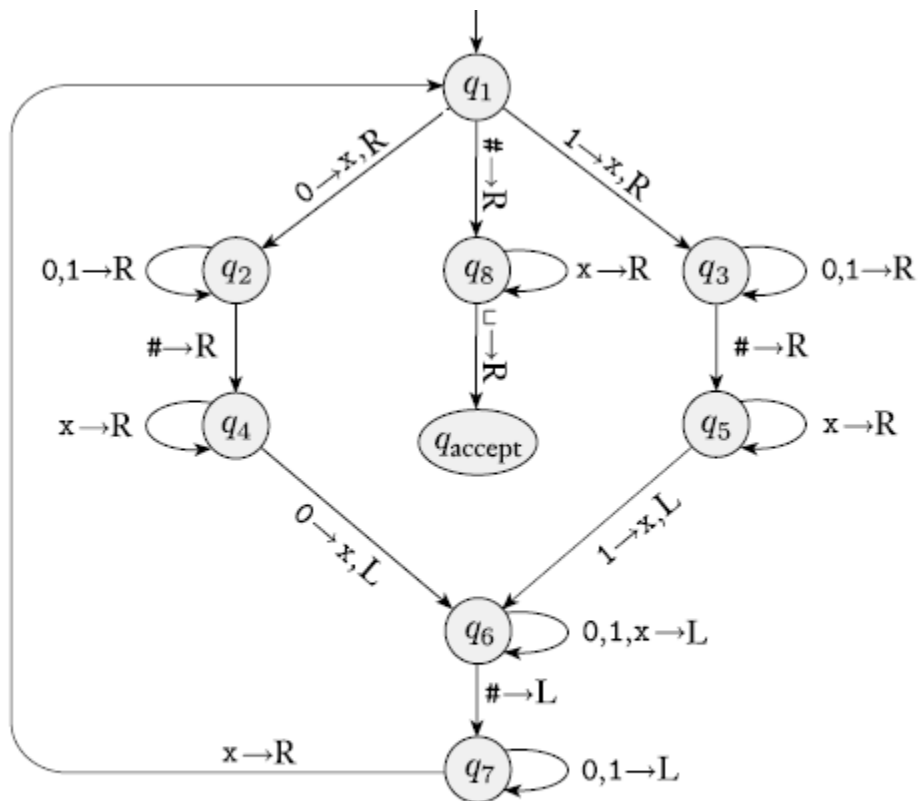 q1
0→x,R
#→R
1→x,R
0,1→R
q2
q8
x→R
q3
0,1→R
#→R
⊔→R
#→R
x→R
q4
qaccept
q5
x→R
0→x,L
1→x,L
q6
0,1,x→L
#→L
x→R
q7
0,1→L